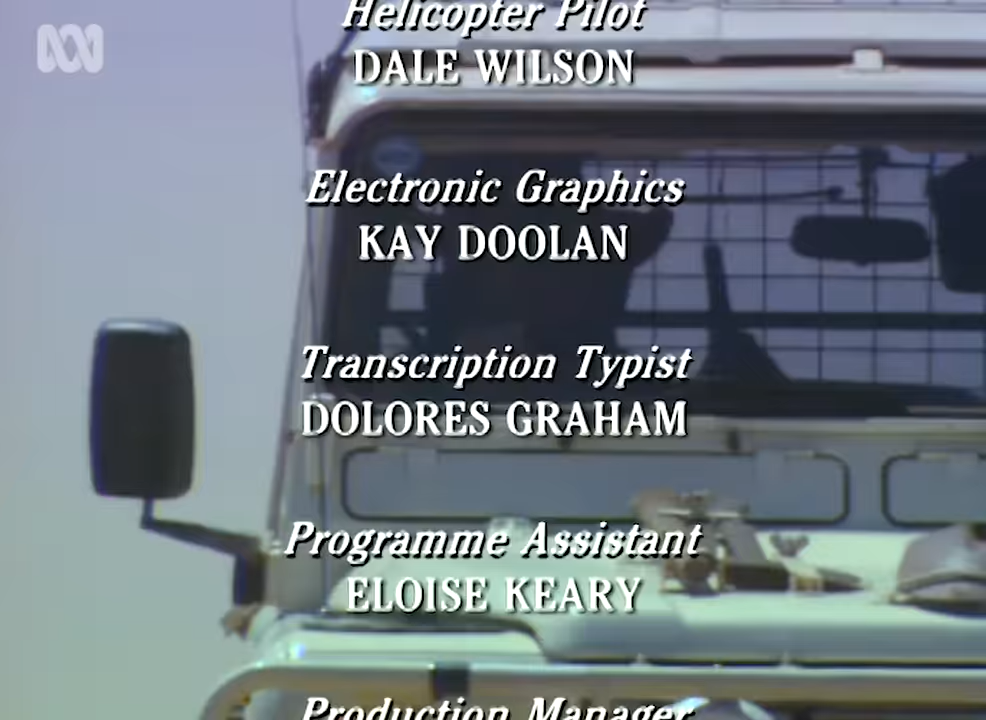 Helicopter Pilot
DALE WILSON
Electronic Graphics
KAY DOOLAN
Transcription Typist
DOLORES GRAHAM
Programme Assistant
ELOISE KEARY
Production Manager